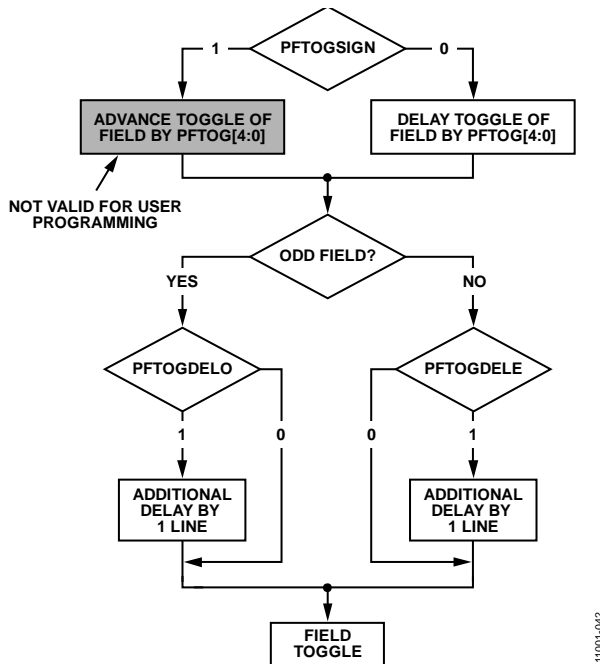 PFTOGSIGN
1
0
ADVANCE TOGGLE OF
FIELD BY PFTOG[4:0]
DELAY TOGGLE OF
FIELD BY PFTOG[4:0]
NOT VALID FOR USER
PROGRAMMING
ODD FIELD?
YES
NO
PFTOGDELO
PFTOGDELE
1
0
0
1
ADDITIONAL
DELAY BY
1 LINE
ADDITIONAL
DELAY BY
1 LINE
FIELD
TOGGLE
11001-042